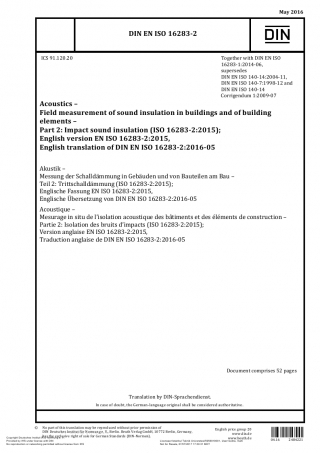 May 2016
DIN EN ISO 16283-2
DIN
ICS 91.120.20
Together with DIN EN ISO
16283-1:2014-06,
supersedes
DIN EN ISO 140-14:2004-11,
DIN EN ISO 140-7:1998-12 and
DIN EN ISO 140-14
Corrigendum 1:2009-07
Acoustics –
Field measurement of sound insulation in buildings and of building
elements –
Part 2: Impact sound insulation (ISO 16283-2:2015);
English version EN ISO 16283-2:2015,
English translation of DIN EN ISO 16283-2:2016-05
Akustik –
Messung der Schalldämmung in Gebäuden und von Bauteilen am Bau –
Teil 2: Trittschalldämmung (ISO 16283-2:2015);
Englische Fassung EN ISO 16283-2:2015,
Englische Übersetzung von DIN EN ISO 16283-2:2016-05
Acoustique –
Mesurage in situ de l'isolation acoustique des bâtiments et des éléments de construction –
Partie 2: Isolation des bruits d'impacts (ISO 16283-2:2015);
Version anglaise EN ISO 16283-2:2015,
Traduction anglaise de DIN EN ISO 16283-2:2016-05
Document comprises 52 pages
Translation by DIN-Sprachendienst.
In case of doubt, the German-language original shall be considered authoritative.
No part of this translation may be reproduced without prior permission of
DIN Deutsches Institut für Normung e. V., Berlin. Beuth Verlag GmbH, 10772 Berlin, Germany,
has the exclusive right of sale for German Standards (DIN-Normen).
English price group 20
www.din.de
www.beuth.de